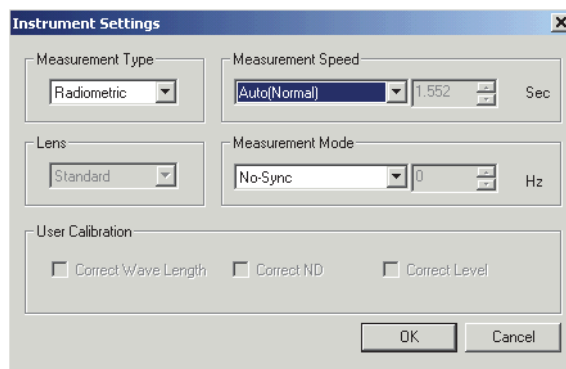 Instrument Settings
Measurement Type
Radiometric
Measurement Speed
Auto(Normal)
1.552
Sec
Lens
Standard
Measurement Mode
No-Sync
0
Hz
User Calibration
Correct Wave Length
Correct ND
Correct Level
OK
Cancel